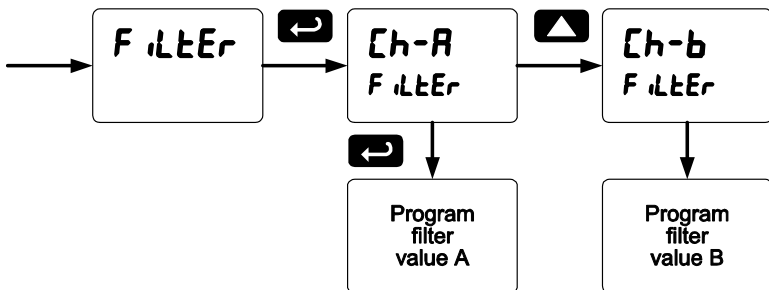 FiLtEr
Ch-A
FiLtEr
Ch-b
FiLtEr
Program
filter
value A
Program
filter
value B